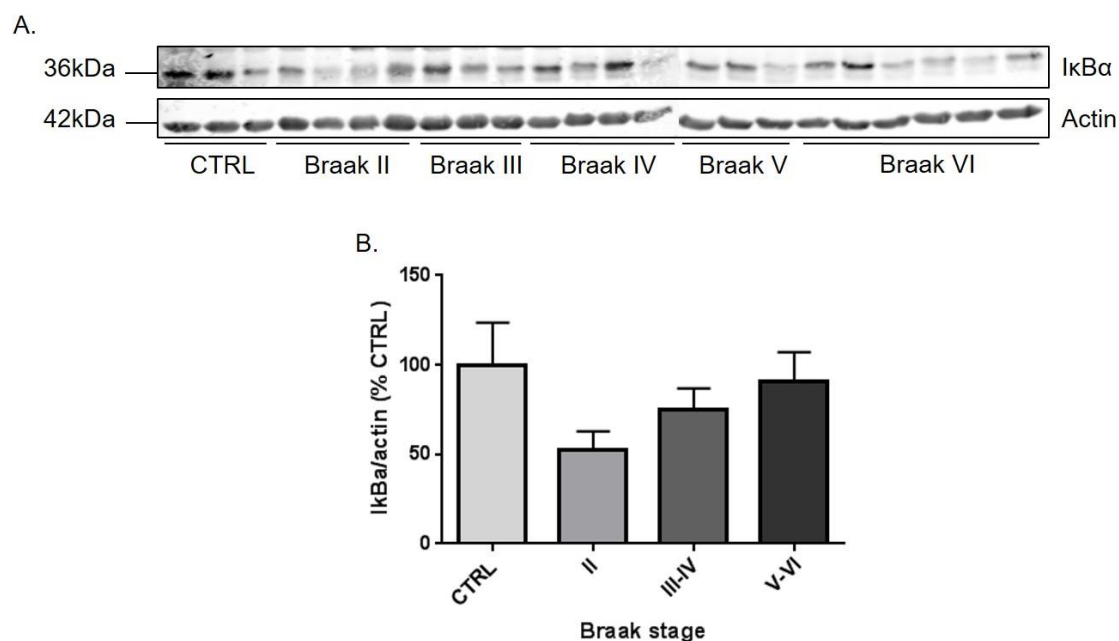 A.
36kDa
IκBα
42kDa
Actin
CTRL Braak II Braak III Braak IV Braak V Braak VI
B.
150
100
50
0
IkBa/actin (% CTRL)
CTRL II III-IV V-VI
Braak stage